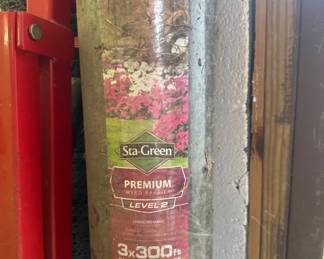 Sta-Green
PREMIUM
WEED BARRIER
LEVEL 2
3x300ft